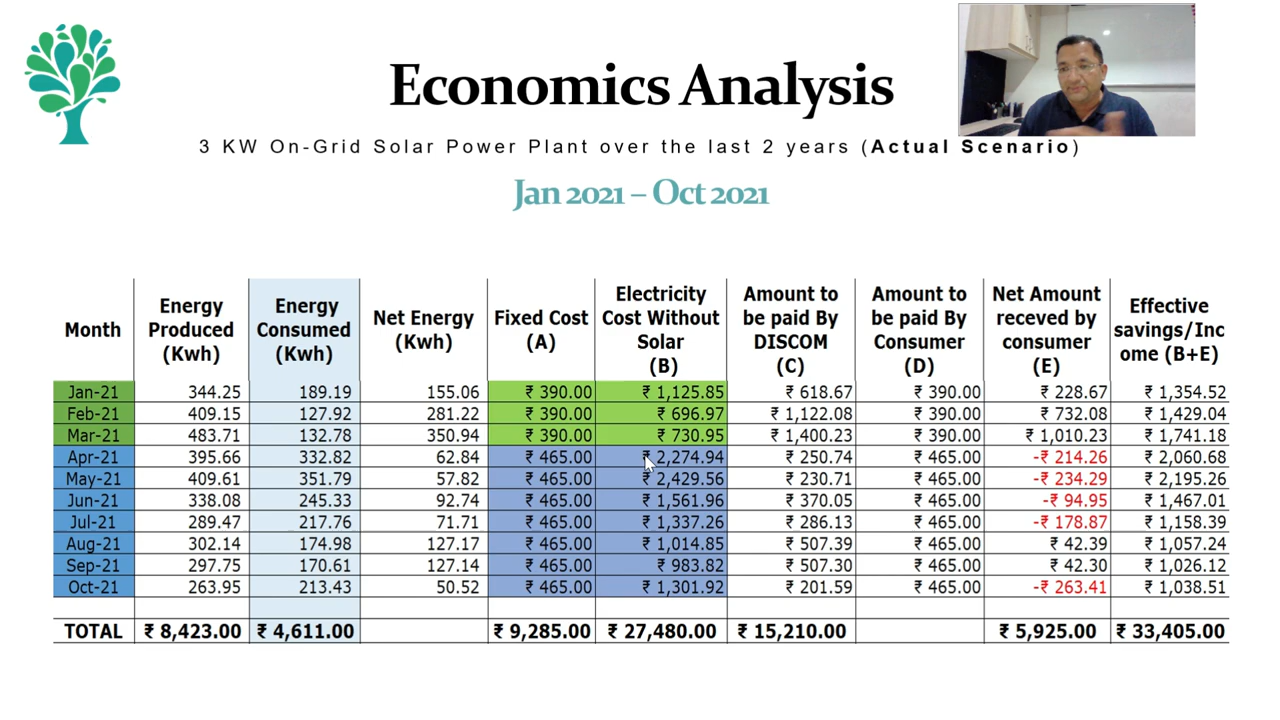 Economics Analysis
3 KW On-Grid Solar Power Plant over the last 2 years (Actual Scenario)
Jan 2021 – Oct 2021
Month Energy Produced (Kwh) Energy Consumed (Kwh) Net Energy (Kwh) Fixed Cost (A) Electricity Cost Without Solar (B) Amount to be paid By DISCOM (C) Amount to be paid By Consumer (D) Net Amount receved by consumer (E) Effective savings/Inc ome (B+E)
Jan-21 344.25 189.19 155.06 ₹ 390.00 ₹ 1,125.85 ₹ 618.67 ₹ 390.00 ₹ 228.67 ₹ 1,354.52
Feb-21 409.15 127.92 281.22 ₹ 390.00 ₹ 696.97 ₹ 1,122.08 ₹ 390.00 ₹ 732.08 ₹ 1,429.04
Mar-21 483.71 132.78 350.94 ₹ 390.00 ₹ 730.95 ₹ 1,400.23 ₹ 390.00 ₹ 1,010.23 ₹ 1,741.18
Apr-21 395.66 332.82 62.84 ₹ 465.00 ₹ 2,274.94 ₹ 250.74 ₹ 465.00 -₹ 214.26 ₹ 2,060.68
May-21 409.61 351.79 57.82 ₹ 465.00 ₹ 2,429.56 ₹ 230.71 ₹ 465.00 -₹ 234.29 ₹ 2,195.26
Jun-21 338.08 245.33 92.74 ₹ 465.00 ₹ 1,561.96 ₹ 370.05 ₹ 465.00 -₹ 94.95 ₹ 1,467.01
Jul-21 289.47 217.76 71.71 ₹ 465.00 ₹ 1,337.26 ₹ 286.13 ₹ 465.00 -₹ 178.87 ₹ 1,158.39
Aug-21 302.14 174.98 127.17 ₹ 465.00 ₹ 1,014.85 ₹ 507.39 ₹ 465.00 ₹ 42.39 ₹ 1,057.24
Sep-21 297.75 170.61 127.14 ₹ 465.00 ₹ 983.82 ₹ 507.30 ₹ 465.00 ₹ 42.30 ₹ 1,026.12
Oct-21 263.95 213.43 50.52 ₹ 465.00 ₹ 1,301.92 ₹ 201.59 ₹ 465.00 -₹ 263.41 ₹ 1,038.51
TOTAL ₹ 8,423.00 ₹ 4,611.00 ₹ 9,285.00 ₹ 27,480.00 ₹ 15,210.00 ₹ 5,925.00 ₹ 33,405.00